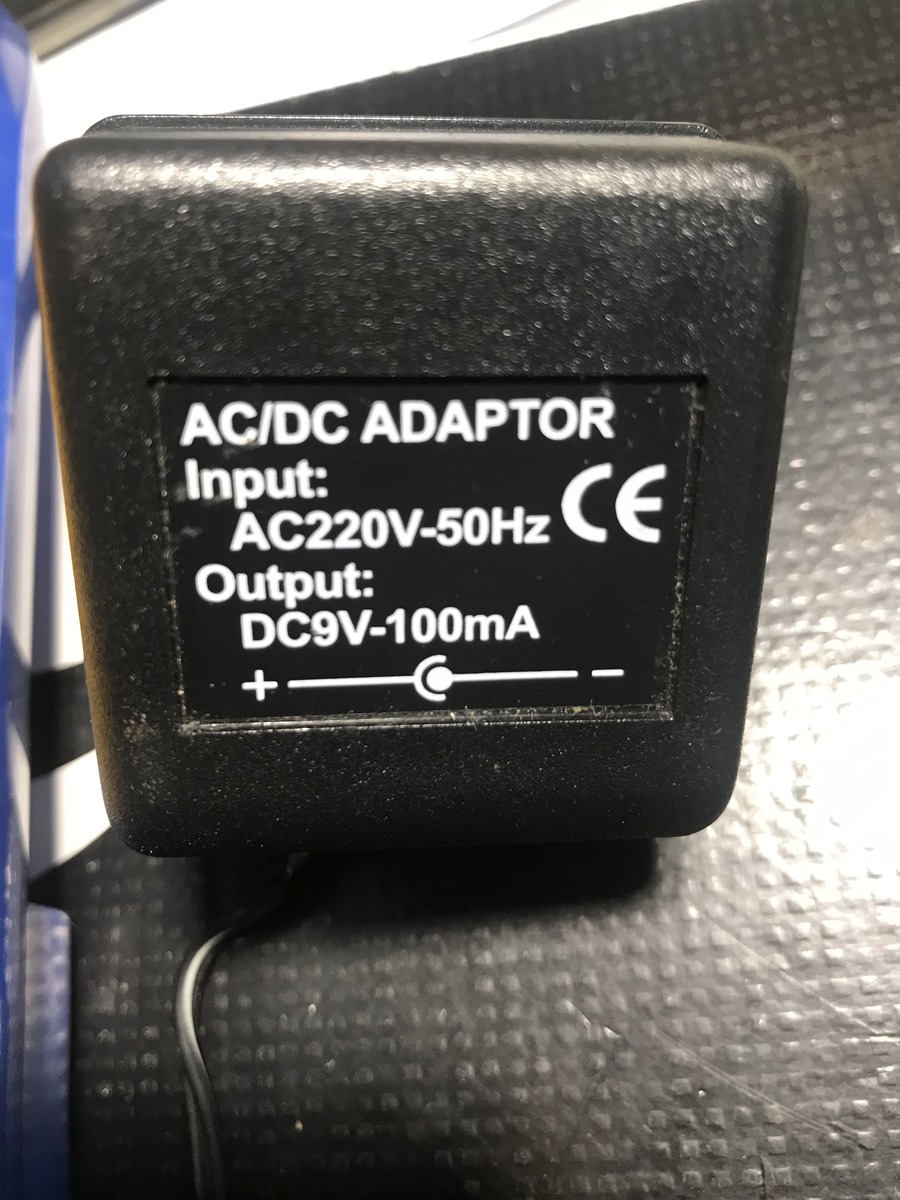 AC/DC ADAPTOR
Input:
AC220V-50Hz
CE
Output:
DC9V-100mA
+ −